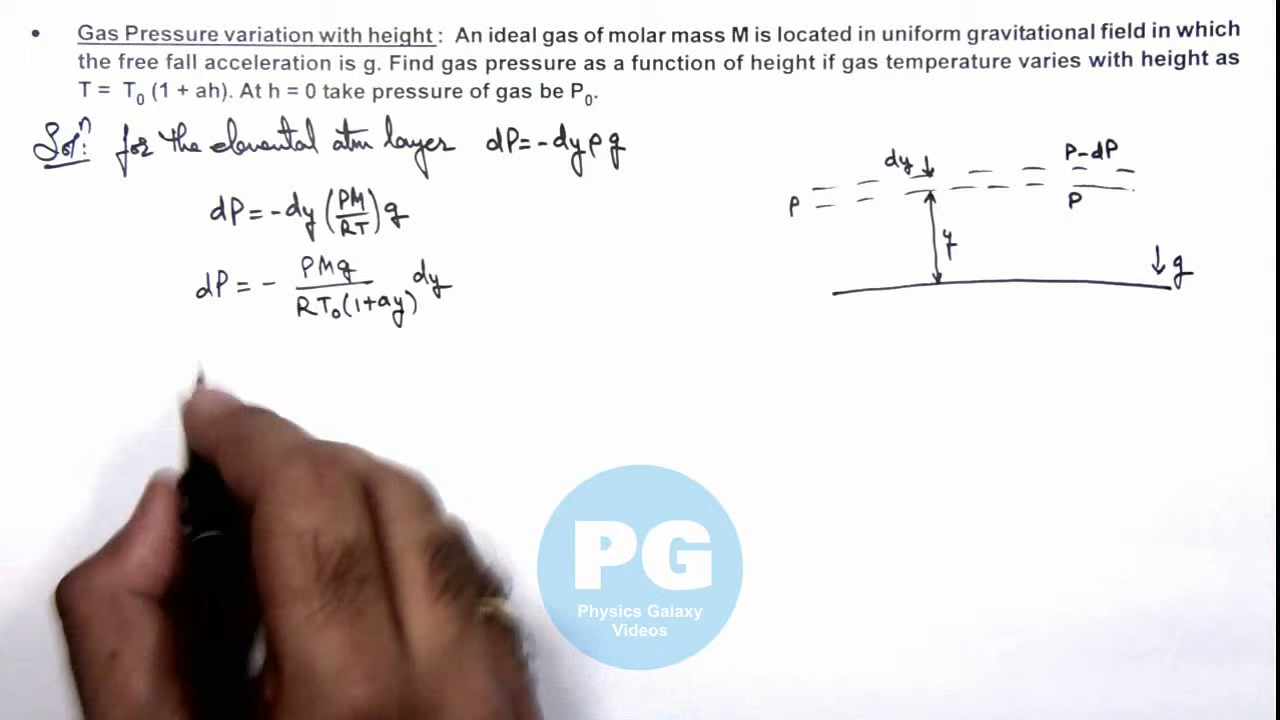 • Gas Pressure variation with height : An ideal gas of molar mass M is located in uniform gravitational field in which
the free fall acceleration is g. Find gas pressure as a function of height if gas temperature varies with height as
T = T₀ (1 + ah). At h = 0 take pressure of gas be P₀.
Solⁿ: for the elemental atm layer dP = -dyρg
dP = -dy (PM/RT) g
dP = - PMg/RT₀(1+ay) dy
dy
P-dP
ρ
P
y
↓g
PG
Physics Galaxy
Videos